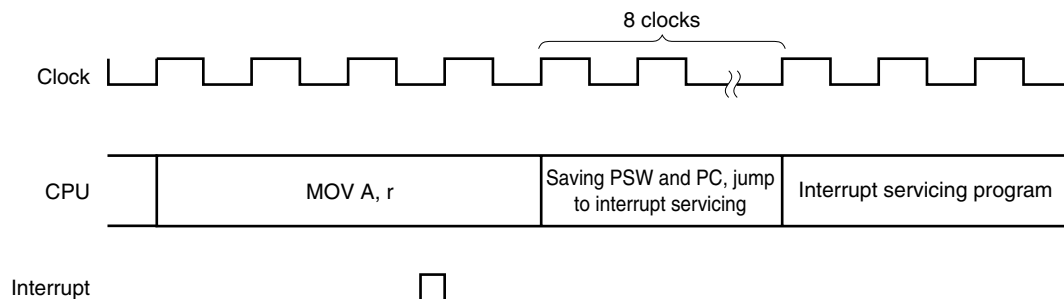 8 clocks
Clock
CPU
MOV A, r
Saving PSW and PC, jump
to interrupt servicing
Interrupt servicing program
Interrupt